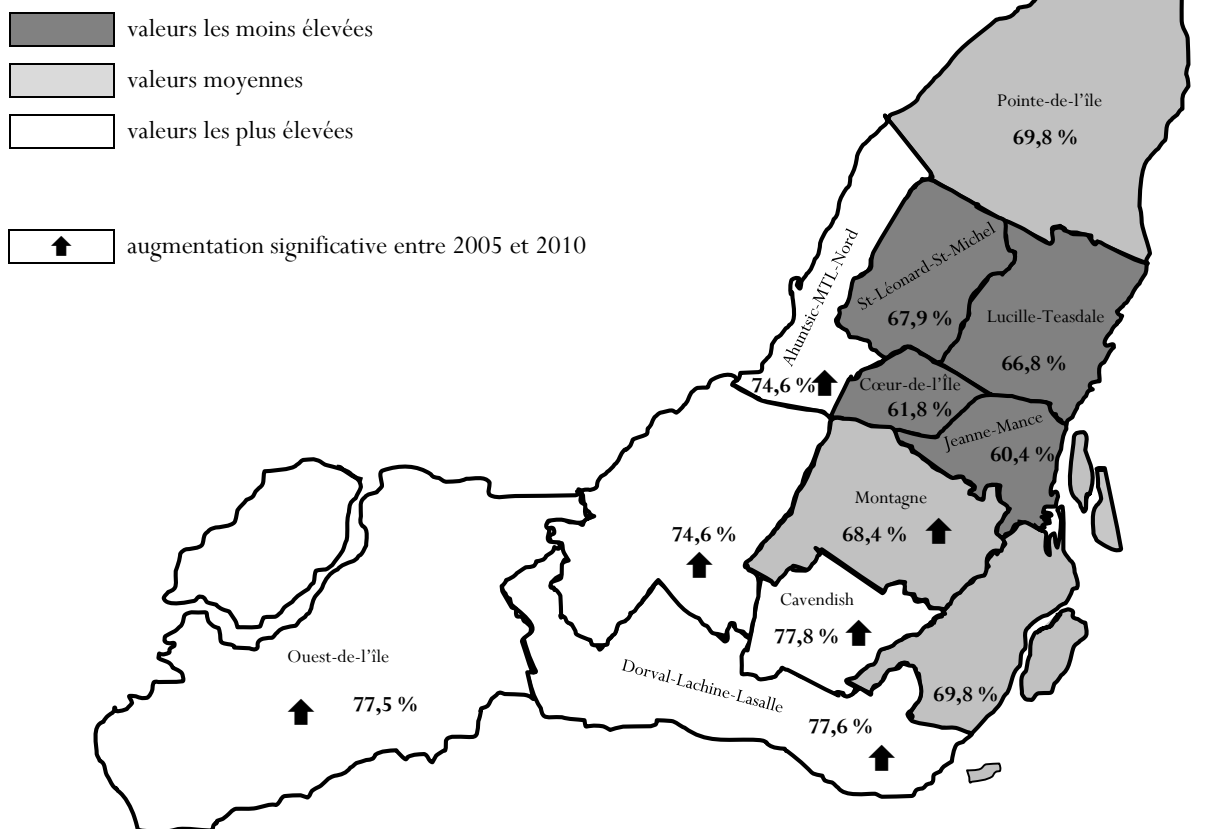 valeurs les moins élevées
valeurs moyennes
valeurs les plus élevées
augmentation significative entre 2005 et 2010
Pointe-de-l'île
69,8 %
Ahuntsic-MTL-Nord
74,6 %
St-Léonard-St-Michel
67,9 %
Lucille-Teasdale
66,8 %
Cœur-de-l'Île
61,8 %
Jeanne-Mance
60,4 %
Montagne
68,4 %
74,6 %
Cavendish
77,8 %
Ouest-de-l'île
77,5 %
Dorval-Lachine-Lasalle
77,6 %
69,8 %